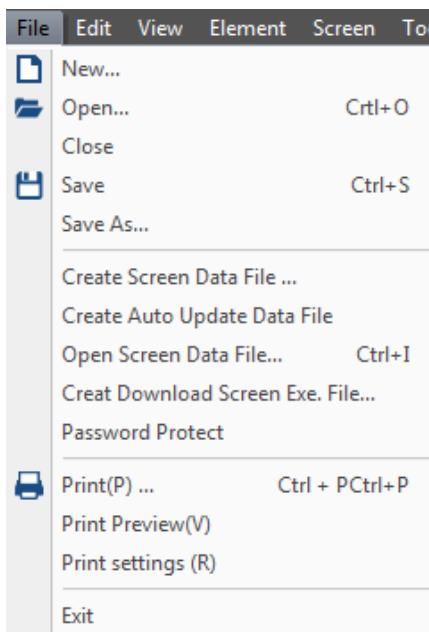 File Edit View Element Screen To
New...
Open... Crtl+O
Close
Save Ctrl+S
Save As...
Create Screen Data File ...
Create Auto Update Data File
Open Screen Data File... Ctrl+I
Creat Download Screen Exe. File...
Password Protect
Print(P) ... Ctrl + PCtrl+P
Print Preview(V)
Print settings (R)
Exit